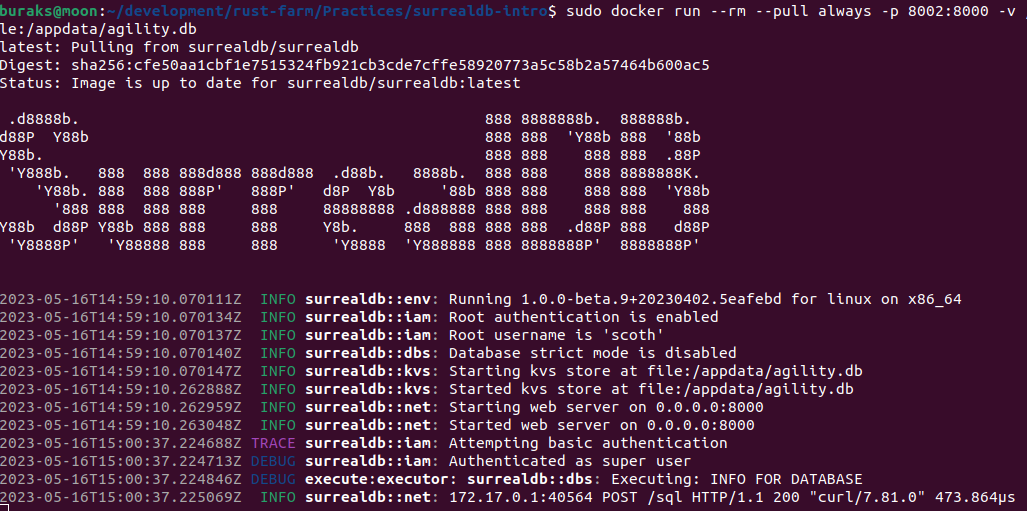 buraks@moon:~/development/rust-farm/Practices/surrealdb-intro$ sudo docker run --rm --pull always -p 8002:8000 -v
le:/appdata/agility.db
latest: Pulling from surrealdb/surrealdb
Digest: sha256:cfe50aa1cbf1e7515324fb921cb3cde7cffe58920773a5c58b2a57464b600ac5
Status: Image is up to date for surrealdb/surrealdb:latest
 .d8888b.                                             888 8888888b.  888888b.
d88P  Y88b                                            888 888  'Y88b 888  '88b
Y88b.                                                 888 888    888 888  .88P
 'Y888b.   888  888 888d888 888d888  .d88b.   8888b.  888 888    888 8888888K.
    'Y88b. 888  888 888P'   888P'   d8P  Y8b     '88b 888 888    888 888  'Y88b
      '888 888  888 888     888     88888888 .d888888 888 888    888 888    888
Y88b  d88P Y88b 888 888     888     Y8b.     888  888 888 888  .d88P 888   d88P
 'Y8888P'   'Y88888 888     888      'Y8888  'Y888888 888 8888888P'  8888888P'
2023-05-16T14:59:10.070111Z  INFO surrealdb::env: Running 1.0.0-beta.9+20230402.5eafebd for linux on x86_64
2023-05-16T14:59:10.070134Z  INFO surrealdb::iam: Root authentication is enabled
2023-05-16T14:59:10.070137Z  INFO surrealdb::iam: Root username is 'scoth'
2023-05-16T14:59:10.070140Z  INFO surrealdb::dbs: Database strict mode is disabled
2023-05-16T14:59:10.070147Z  INFO surrealdb::kvs: Starting kvs store at file:/appdata/agility.db
2023-05-16T14:59:10.262888Z  INFO surrealdb::kvs: Started kvs store at file:/appdata/agility.db
2023-05-16T14:59:10.262959Z  INFO surrealdb::net: Starting web server on 0.0.0.0:8000
2023-05-16T14:59:10.263048Z  INFO surrealdb::net: Started web server on 0.0.0.0:8000
2023-05-16T15:00:37.224688Z TRACE surrealdb::iam: Attempting basic authentication
2023-05-16T15:00:37.224713Z DEBUG surrealdb::iam: Authenticated as super user
2023-05-16T15:00:37.224846Z DEBUG execute:executor: surrealdb::dbs: Executing: INFO FOR DATABASE
2023-05-16T15:00:37.225069Z  INFO surrealdb::net: 172.17.0.1:40564 POST /sql HTTP/1.1 200 "curl/7.81.0" 473.864µs